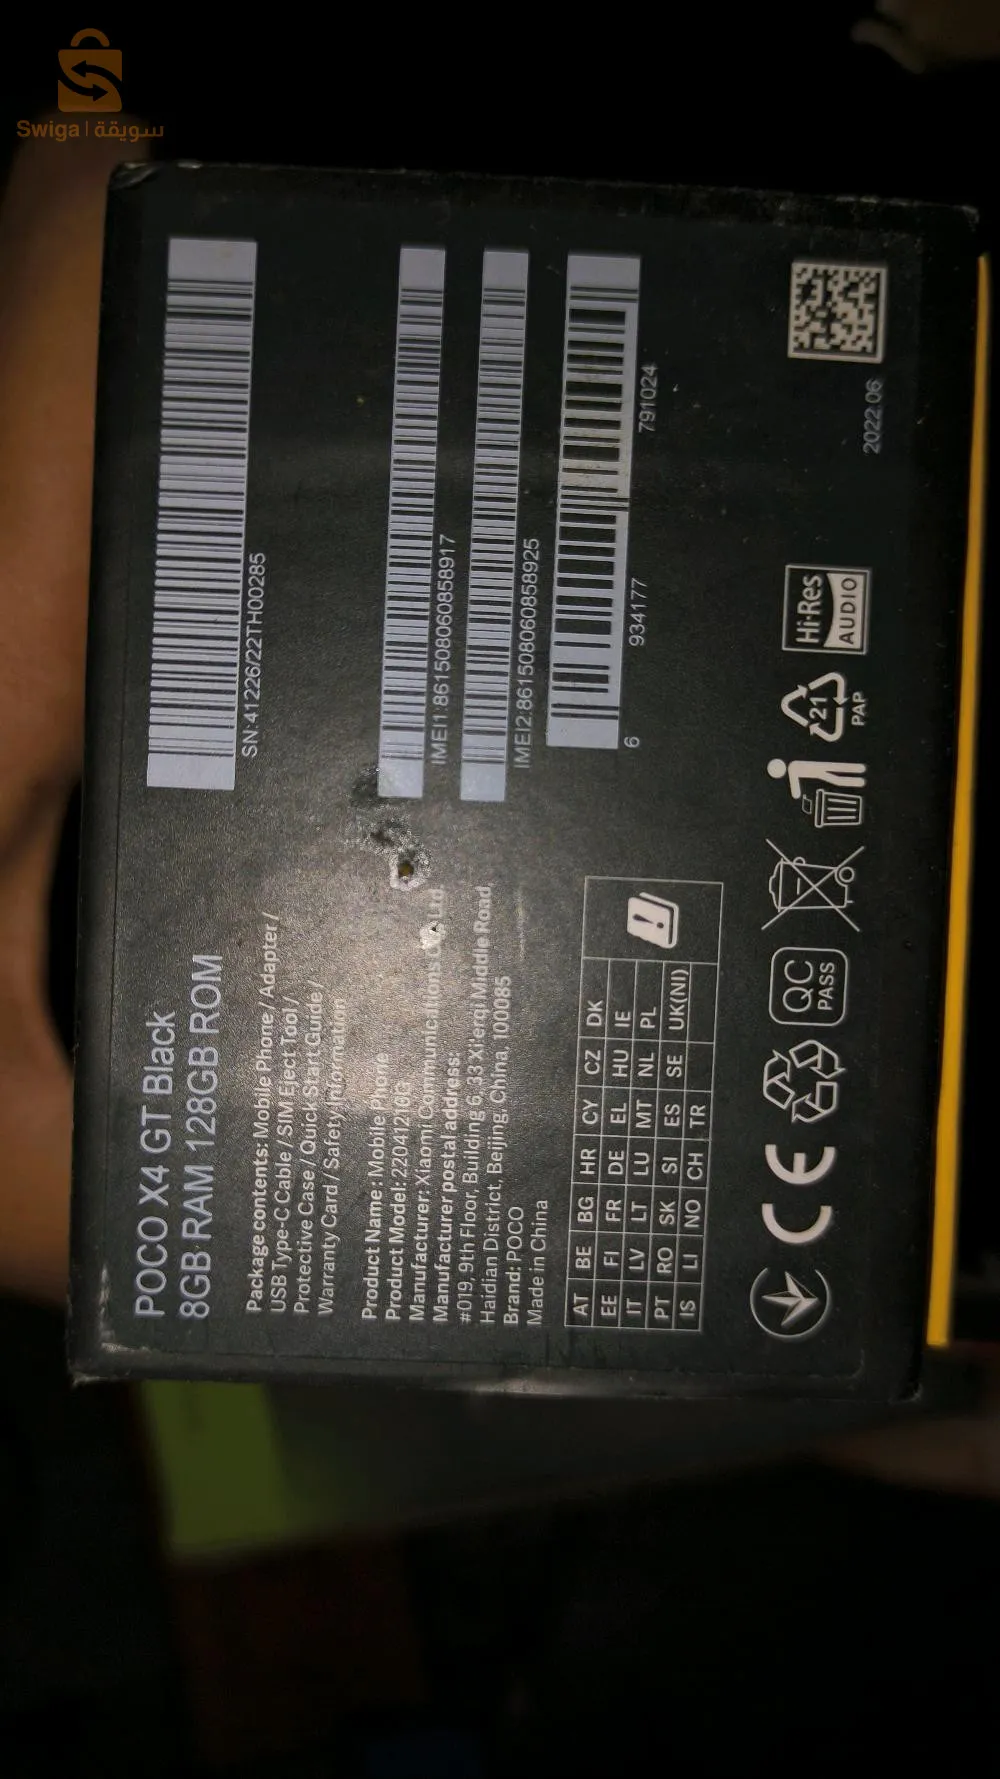 Swiga | سويقة
POCO X4 GT Black
8GB RAM 128GB ROM
Package contents: Mobile Phone / Adapter /
USB Type-C Cable / SIM Eject Tool /
Protective Case / Quick Start Guide /
Warranty Card / Safety Information
Product Name : Mobile Phone
Product Model: 22041216G
Manufacturer: Xiaomi Communications Ltd.
Manufacturer postal address:
#019, 9th Floor, Building 6, 33 Xi'erqi Middle Road,
Haidian District, Beijing, China, 100085
Brand: POCO
Made in China
SN:41226/22TH00285
IMEI1:861508060858917
IMEI2:861508060858925
6 934177 791024
AT BE BG HR CY CZ DK
EE FI FR DE EL HU IE
IT LV LT LU MT NL PL
PT RO SK SI ES SE UK(NI)
IS LI NO CH TR
CE
QC
PASS
21
PAP
Hi-Res
AUDIO
2022.06